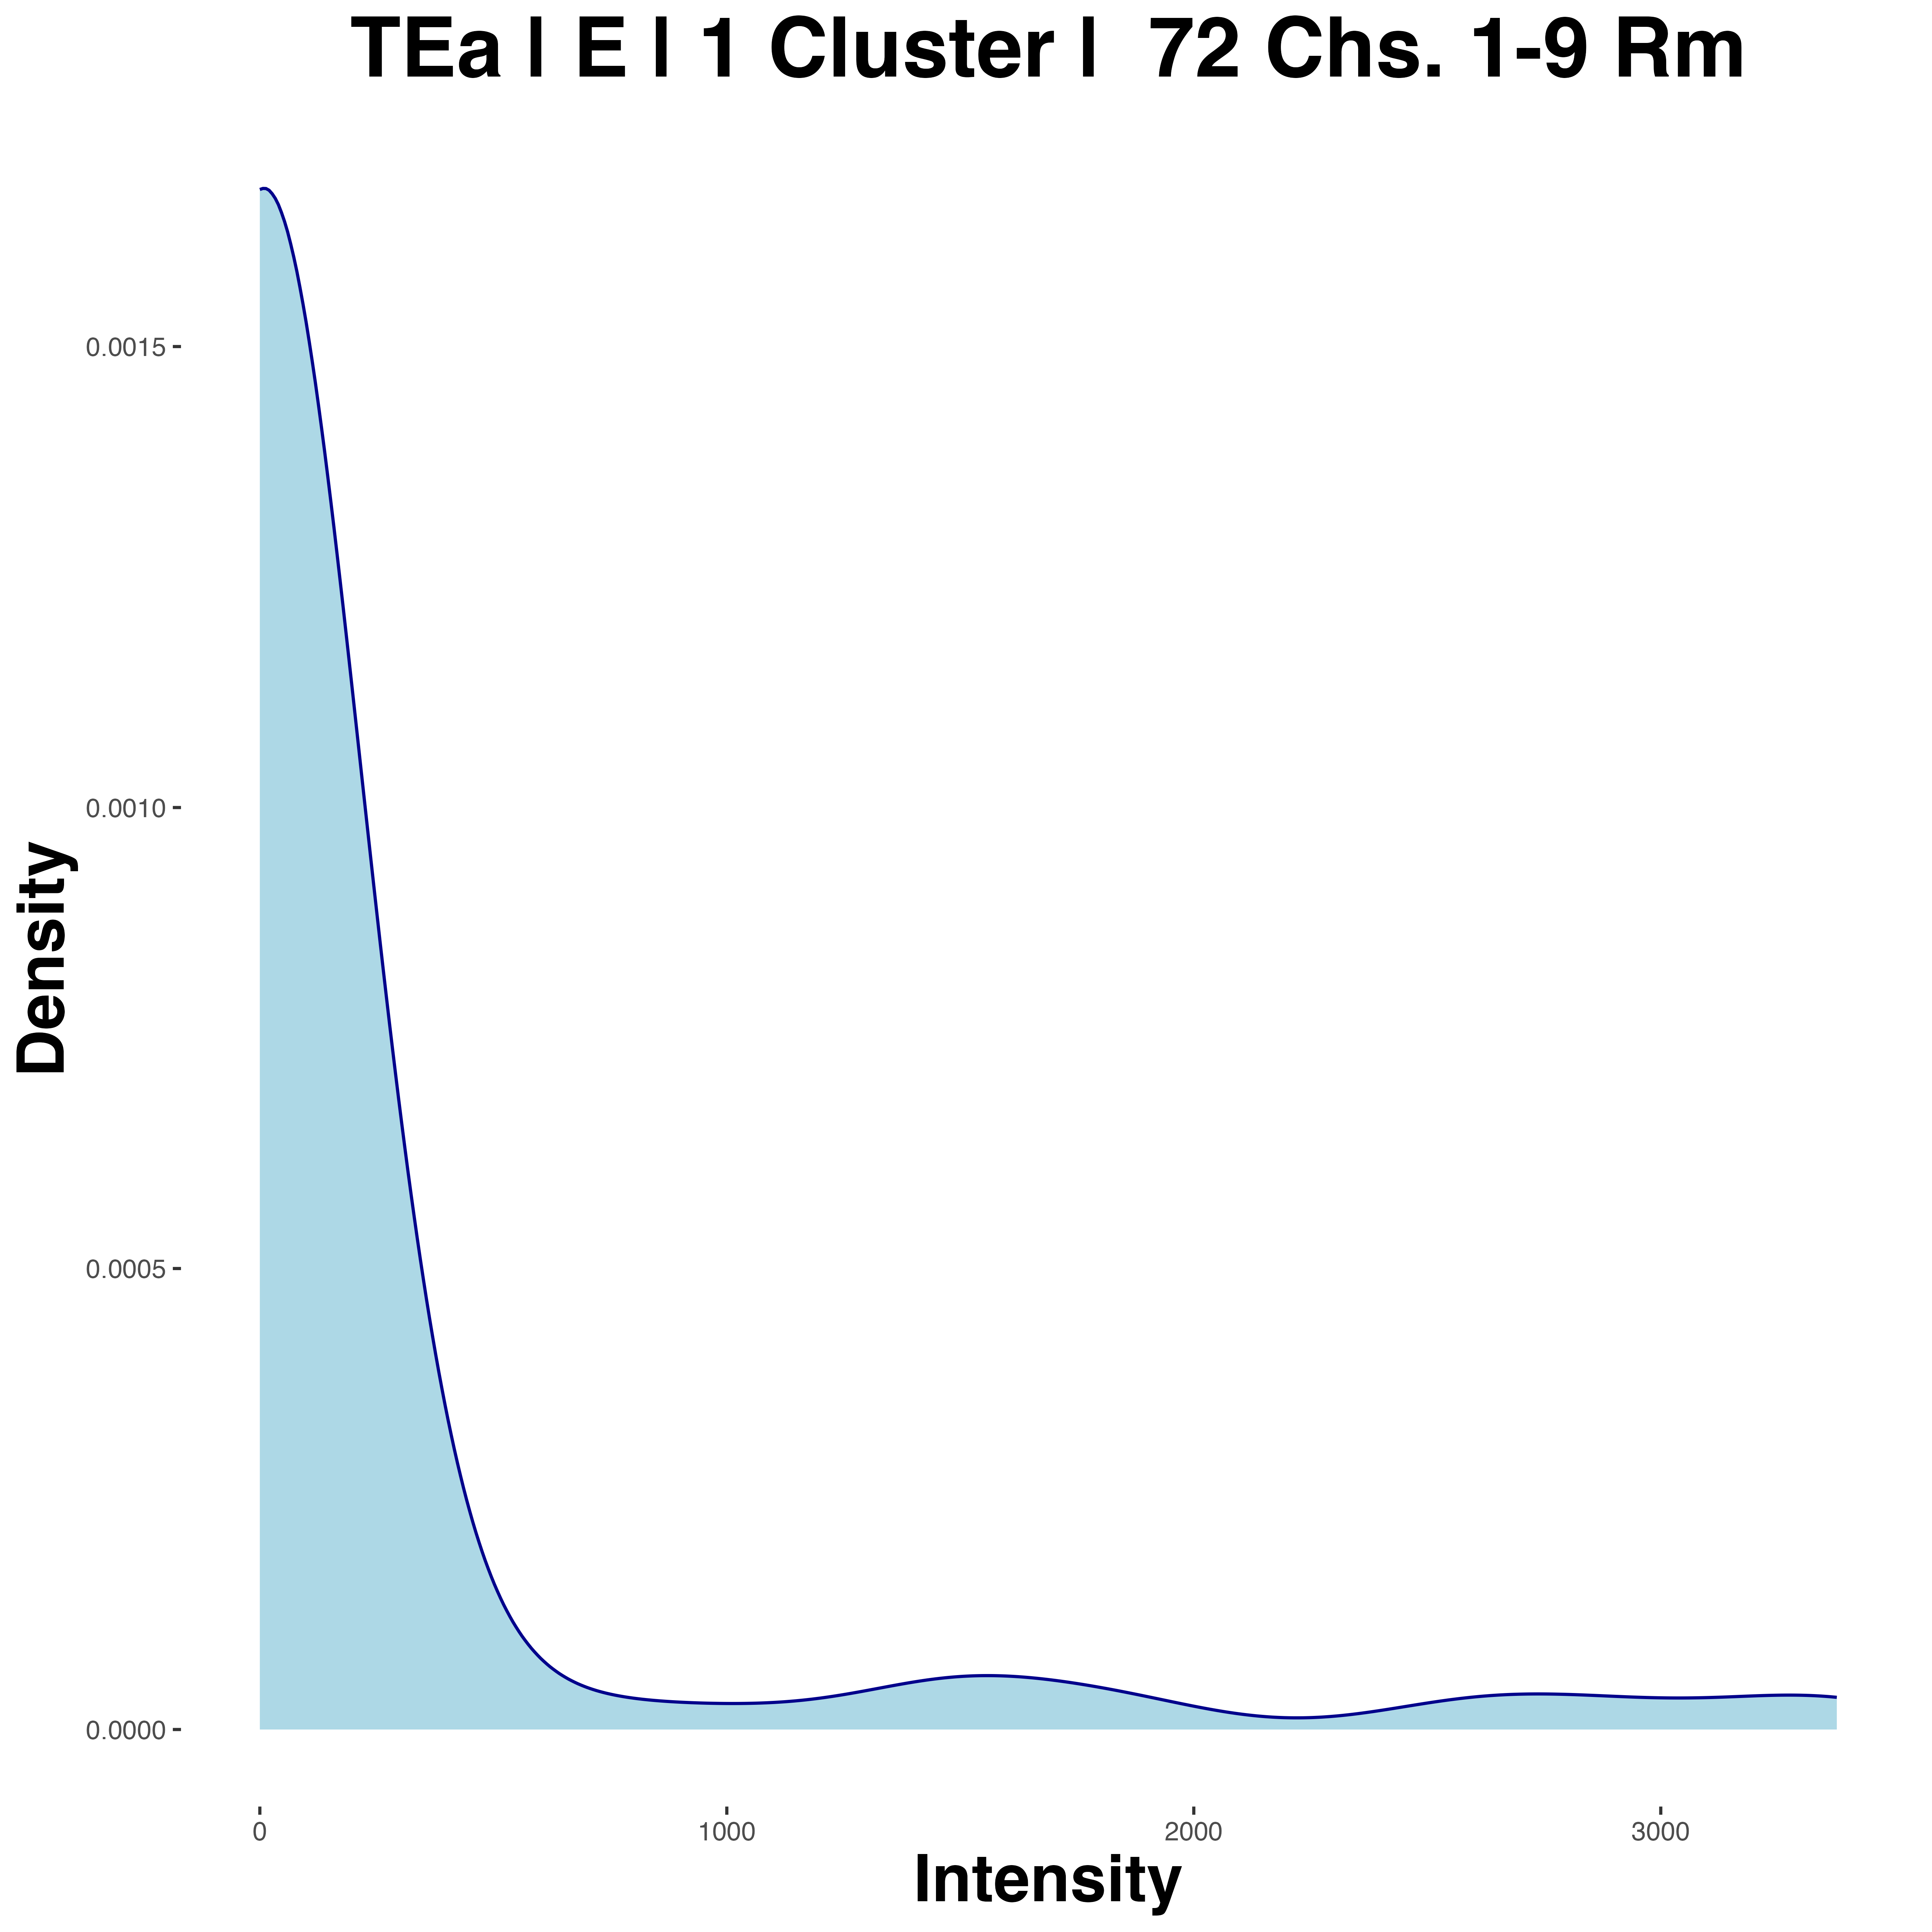 TEa | E | 1 Cluster |  72 Chs. 1-9 Rm
0.0015
0.0010
0.0005
0.0000
Density
0 1000 2000 3000
Intensity